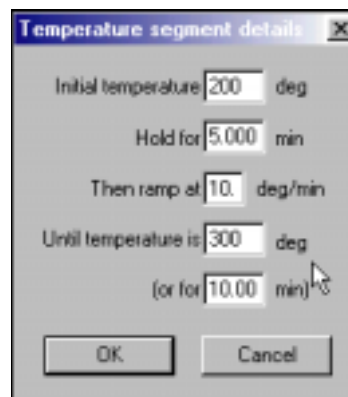 Temperature segment details
Initial temperature 200 deg
Hold for 5.000 min
Then ramp at 10. deg/min
Until temperature is 300 deg
(or for 10.00 min)
OK Cancel